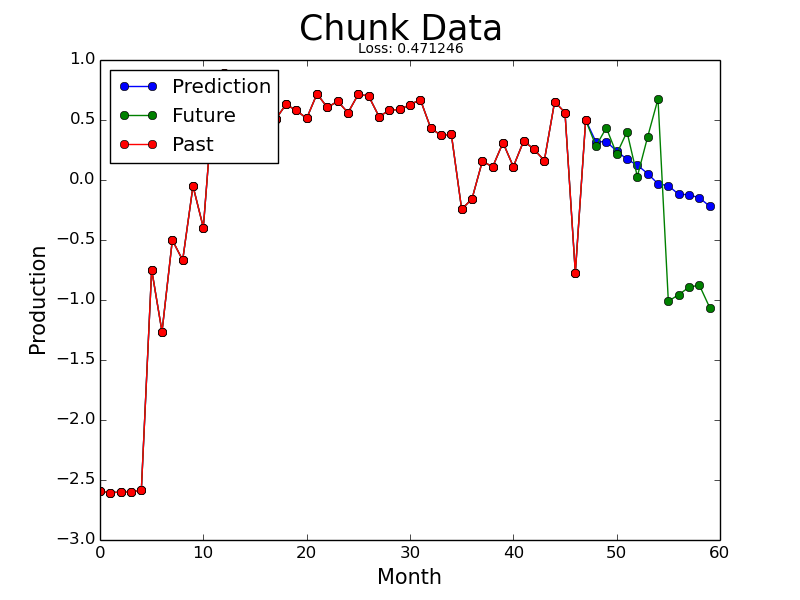 Chunk Data
Loss: 0.471246
Prediction
Future
Past
1.0
0.5
0.0
−0.5
−1.0
−1.5
−2.0
−2.5
−3.0
Production
0 10 20 30 40 50 60
Month